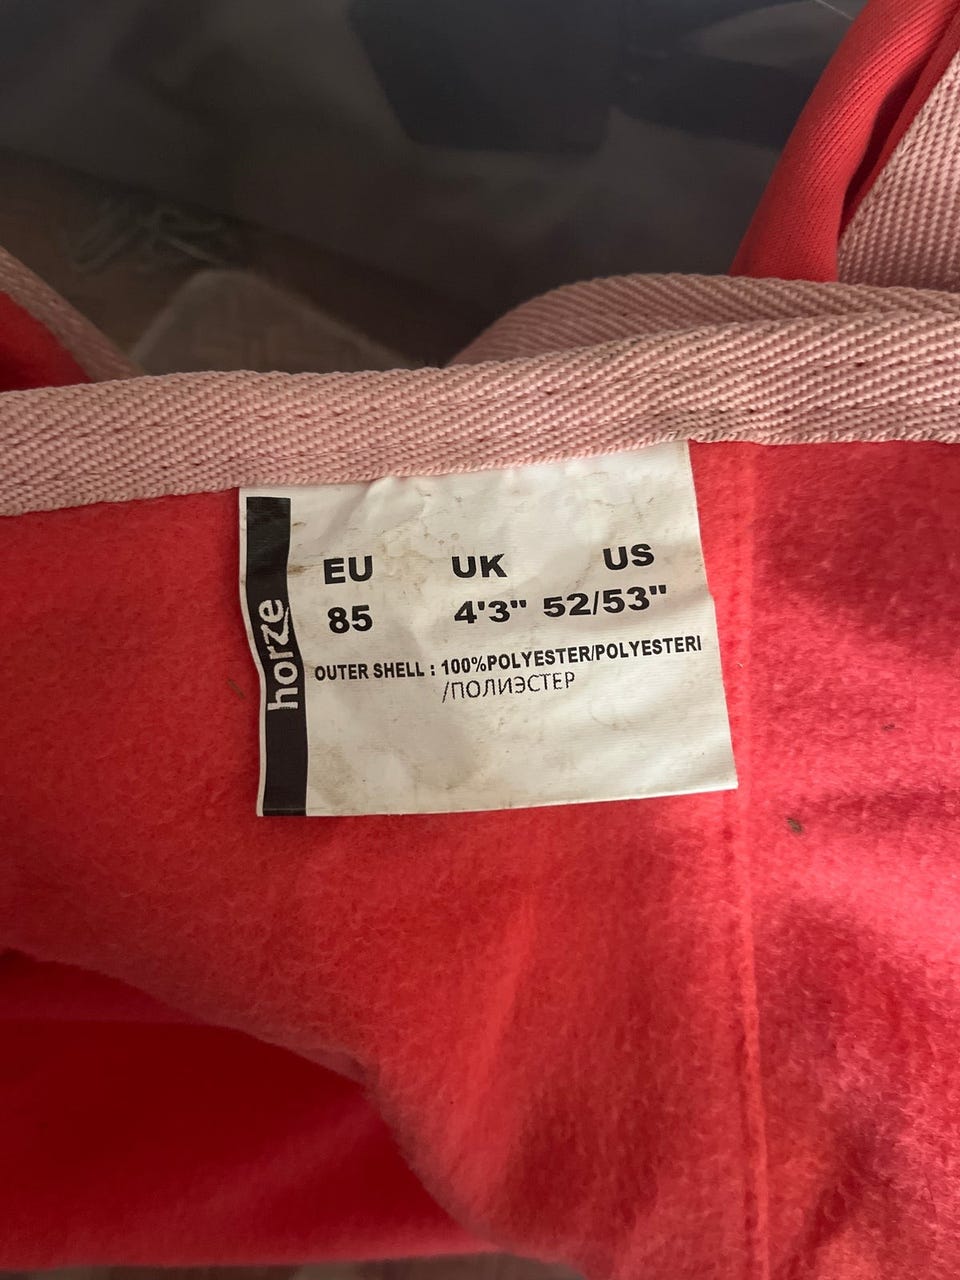 horze
EU UK US
85 4'3" 52/53"
OUTER SHELL : 100%POLYESTER/POLYESTERI
/ПОЛИЭСТЕР